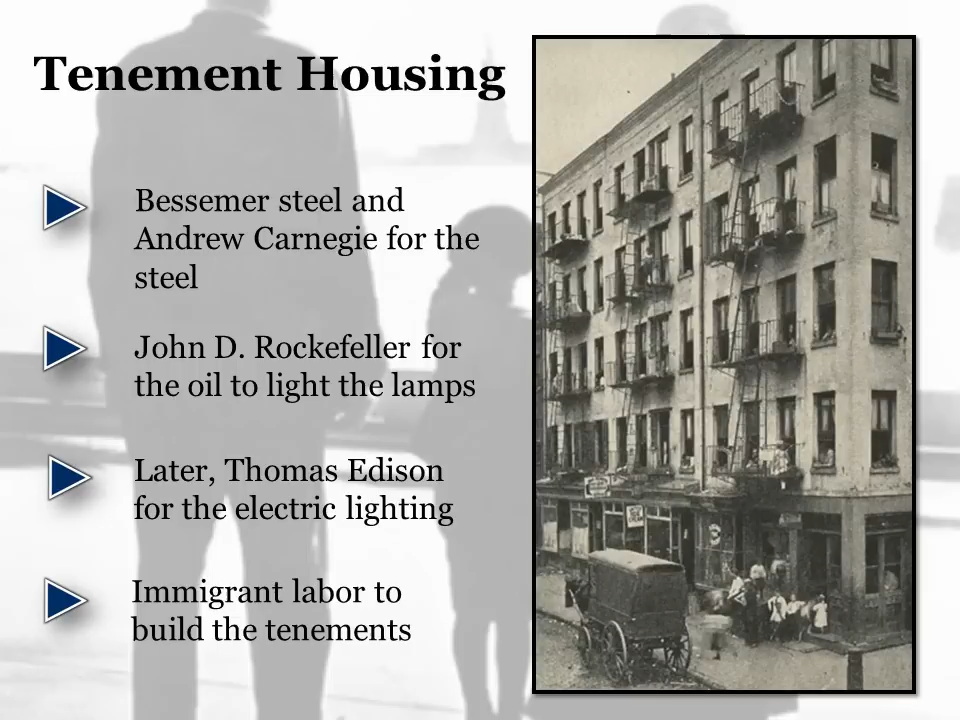 Tenement Housing
Bessemer steel and
Andrew Carnegie for the
steel
John D. Rockefeller for
the oil to light the lamps
Later, Thomas Edison
for the electric lighting
Immigrant labor to
build the tenements